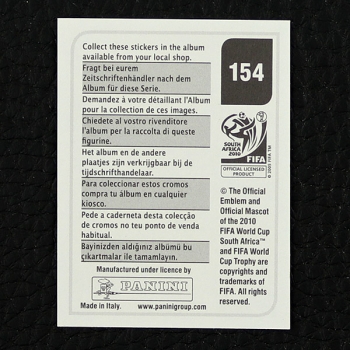 Collect these stickers in the album
available from your local shop.
Fragt bei eurem
Zeitschriftenhändler nach dem
Album für diese Serie.
Demandez à votre détaillant l'Album
pour la collection de ces images.
Chiedete al vostro rivenditore
l'album per la raccolta di queste
figurine.
Het album en de andere
plaatjes zijn verkrijgbaar bij de
tijdschrifthandelaar.
Para coleccionar estos cromos
compra tu álbum en cualquier
kiosco.
Pede a caderneta desta colecção
de cromos no teu ponto de venda
habitual.
Bayinizden aldığınız albümü bu
çıkartmalar ile tamamlayın.
Manufactured under licence by
PANINI
Made in Italy. www.paninigroup.com
154
SOUTH AFRICA
2010
FIFA
OFFICIAL LICENSED
PRODUCT
© The Official
Emblem and
Official Mascot
of the 2010
FIFA World Cup
South Africa™
and FIFA World
Cup Trophy are
copyrights and
trademarks of
FIFA. All rights
reserved.